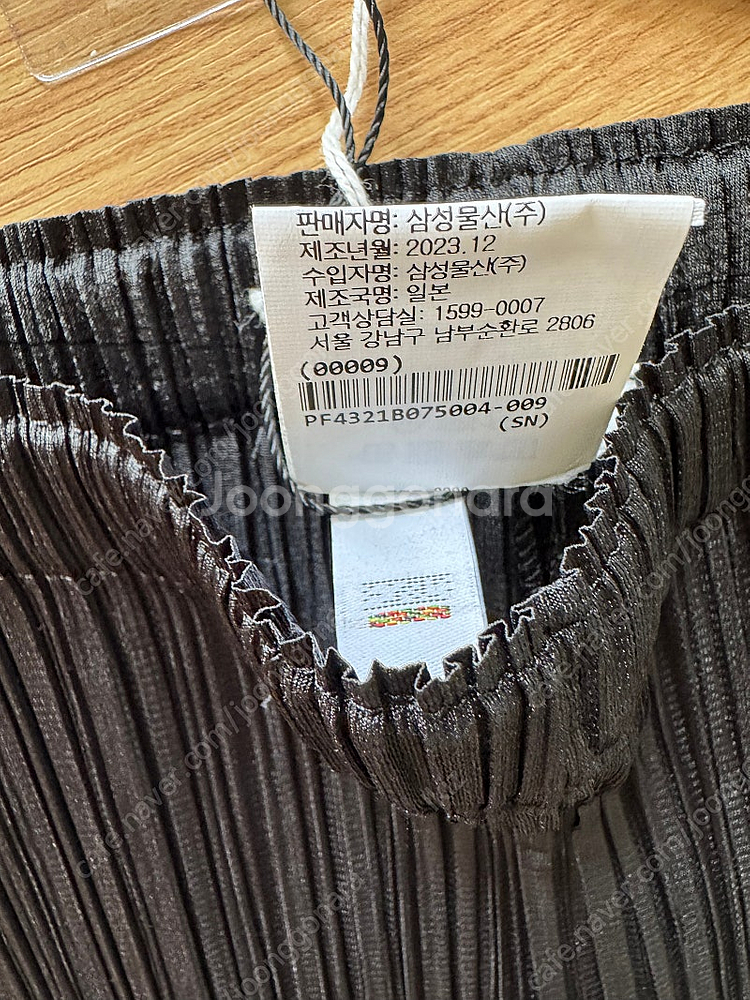 판매자명: 삼성물산(주)
제조년월: 2023.12
수입자명: 삼성물산(주)
제조국명: 일본
고객상담실: 1599-0007
서울 강남구 남부순환로 2806
(00009)
PF4321B075004-009
(SN)
Joonggonara